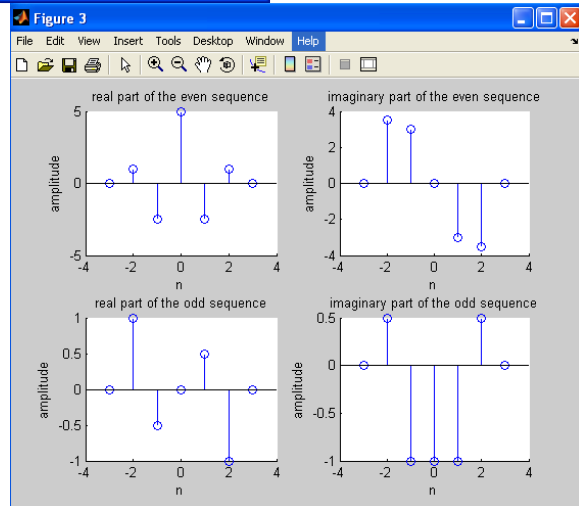 Figure 3
File Edit View Insert Tools Desktop Window Help
real part of the even sequence
5
0
-5
-4 -2 0 2 4
amplitude
n
imaginary part of the even sequence
4
2
0
-2
-4
-4 -2 0 2 4
amplitude
n
real part of the odd sequence
1
0.5
0
-0.5
-1
-4 -2 0 2 4
amplitude
n
imaginary part of the odd sequence
0.5
0
-0.5
-1
-4 -2 0 2 4
amplitude
n